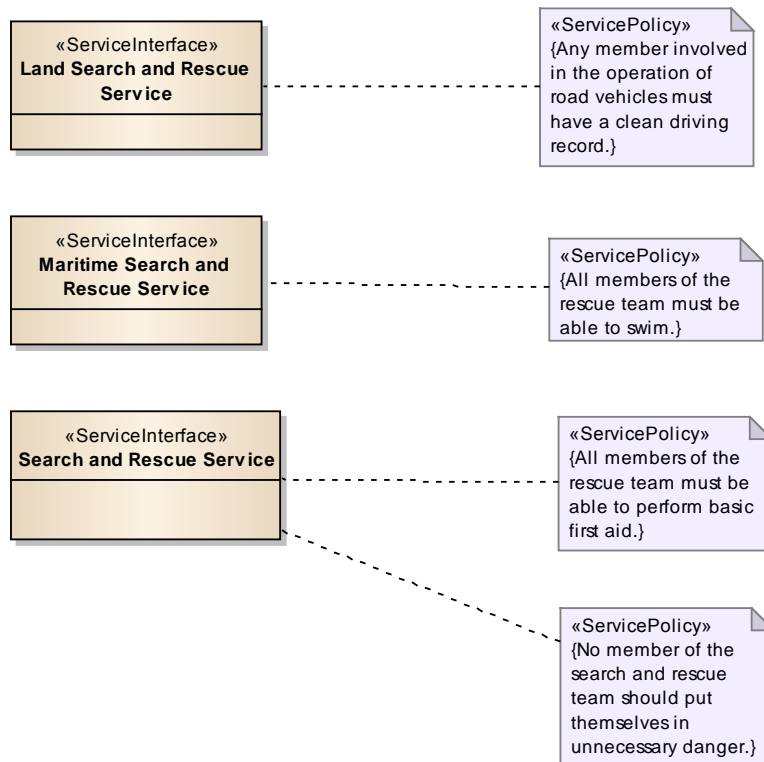 «ServiceInterface»
Land Search and Rescue
Service
«ServicePolicy»
{Any member involved
in the operation of
road vehicles must
have a clean driving
record.}
«ServiceInterface»
Maritime Search and
Rescue Service
«ServicePolicy»
{All members of the
rescue team must be
able to swim.}
«ServiceInterface»
Search and Rescue Service
«ServicePolicy»
{All members of the
rescue team must be
able to perform basic
first aid.}
«ServicePolicy»
{No member of the
search and rescue
team should put
themselves in
unnecessary danger.}